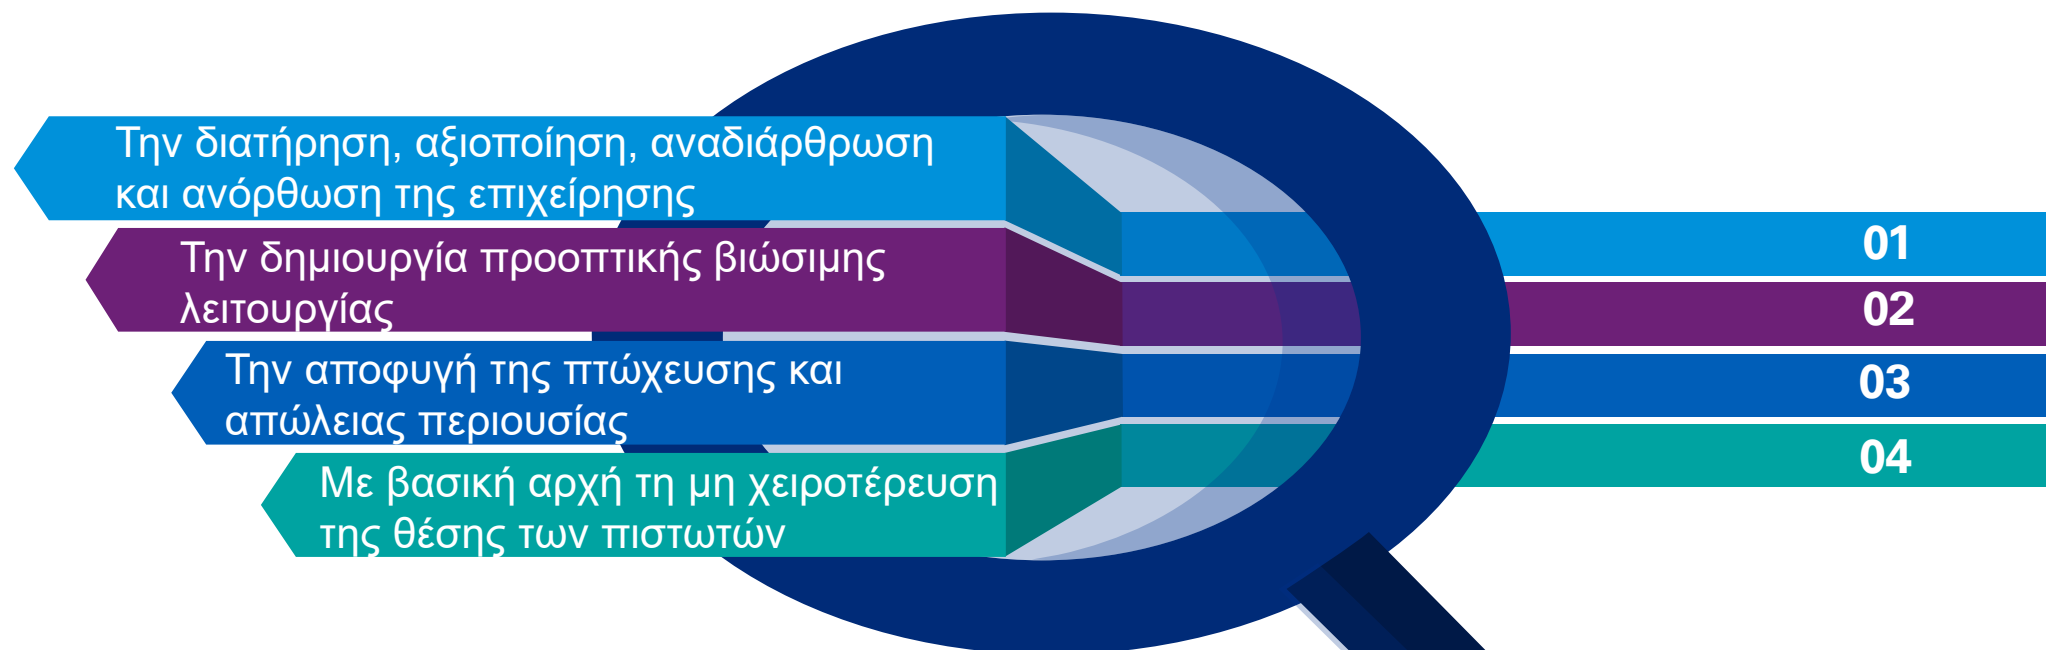 Την διατήρηση, αξιοποίηση, αναδιάρθρωση
και ανόρθωση της επιχείρησης
01
Την δημιουργία προοπτικής βιώσιμης
λειτουργίας
02
Την αποφυγή της πτώχευσης και
απώλειας περιουσίας
03
Με βασική αρχή τη μη χειροτέρευση
της θέσης των πιστωτών
04